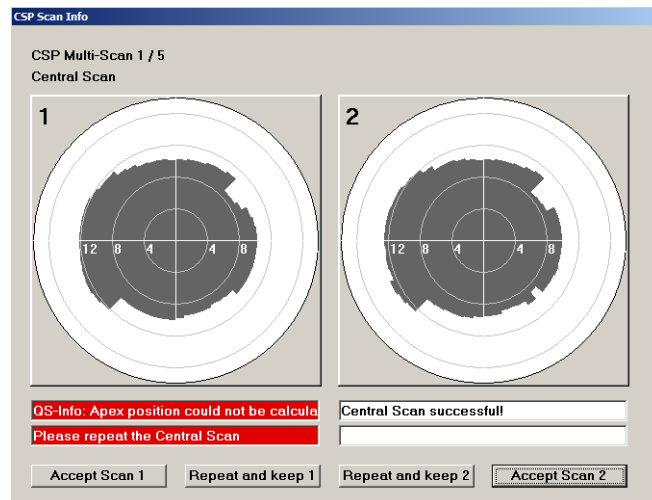 CSP Scan Info
CSP Multi-Scan 1 / 5
Central Scan
1
2
12 8 4 4 8
12 8 4 4 8
QS-Info: Apex position could not be calcula
Central Scan successful!
Please repeat the Central Scan
Accept Scan 1
Repeat and keep 1
Repeat and keep 2
Accept Scan 2